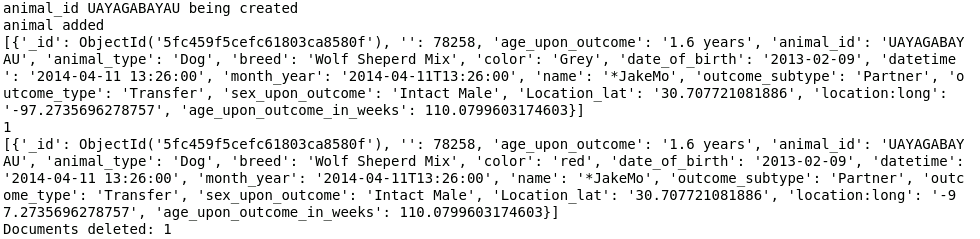 animal_id UAYAGABAYAU being created
animal added
[{'_id': ObjectId('5fc459f5cefc61803ca8580f'), '': 78258, 'age_upon_outcome': '1.6 years', 'animal_id': 'UAYAGABAY
AU', 'animal_type': 'Dog', 'breed': 'Wolf Sheperd Mix', 'color': 'Grey', 'date_of_birth': '2013-02-09', 'datetime
': '2014-04-11 13:26:00', 'month_year': '2014-04-11T13:26:00', 'name': '*JakeMo', 'outcome_subtype': 'Partner', 'o
utcome_type': 'Transfer', 'sex_upon_outcome': 'Intact Male', 'Location_lat': '30.707721081886', 'location:long':
'-97.2735696278757', 'age_upon_outcome_in_weeks': 110.0799603174603}]
1
[{'_id': ObjectId('5fc459f5cefc61803ca8580f'), '': 78258, 'age_upon_outcome': '1.6 years', 'animal_id': 'UAYAGABAY
AU', 'animal_type': 'Dog', 'breed': 'Wolf Sheperd Mix', 'color': 'red', 'date_of_birth': '2013-02-09', 'datetime':
'2014-04-11 13:26:00', 'month_year': '2014-04-11T13:26:00', 'name': '*JakeMo', 'outcome_subtype': 'Partner', 'outc
ome_type': 'Transfer', 'sex_upon_outcome': 'Intact Male', 'Location_lat': '30.707721081886', 'location:long': '-9
7.2735696278757', 'age_upon_outcome_in_weeks': 110.0799603174603}]
Documents deleted: 1